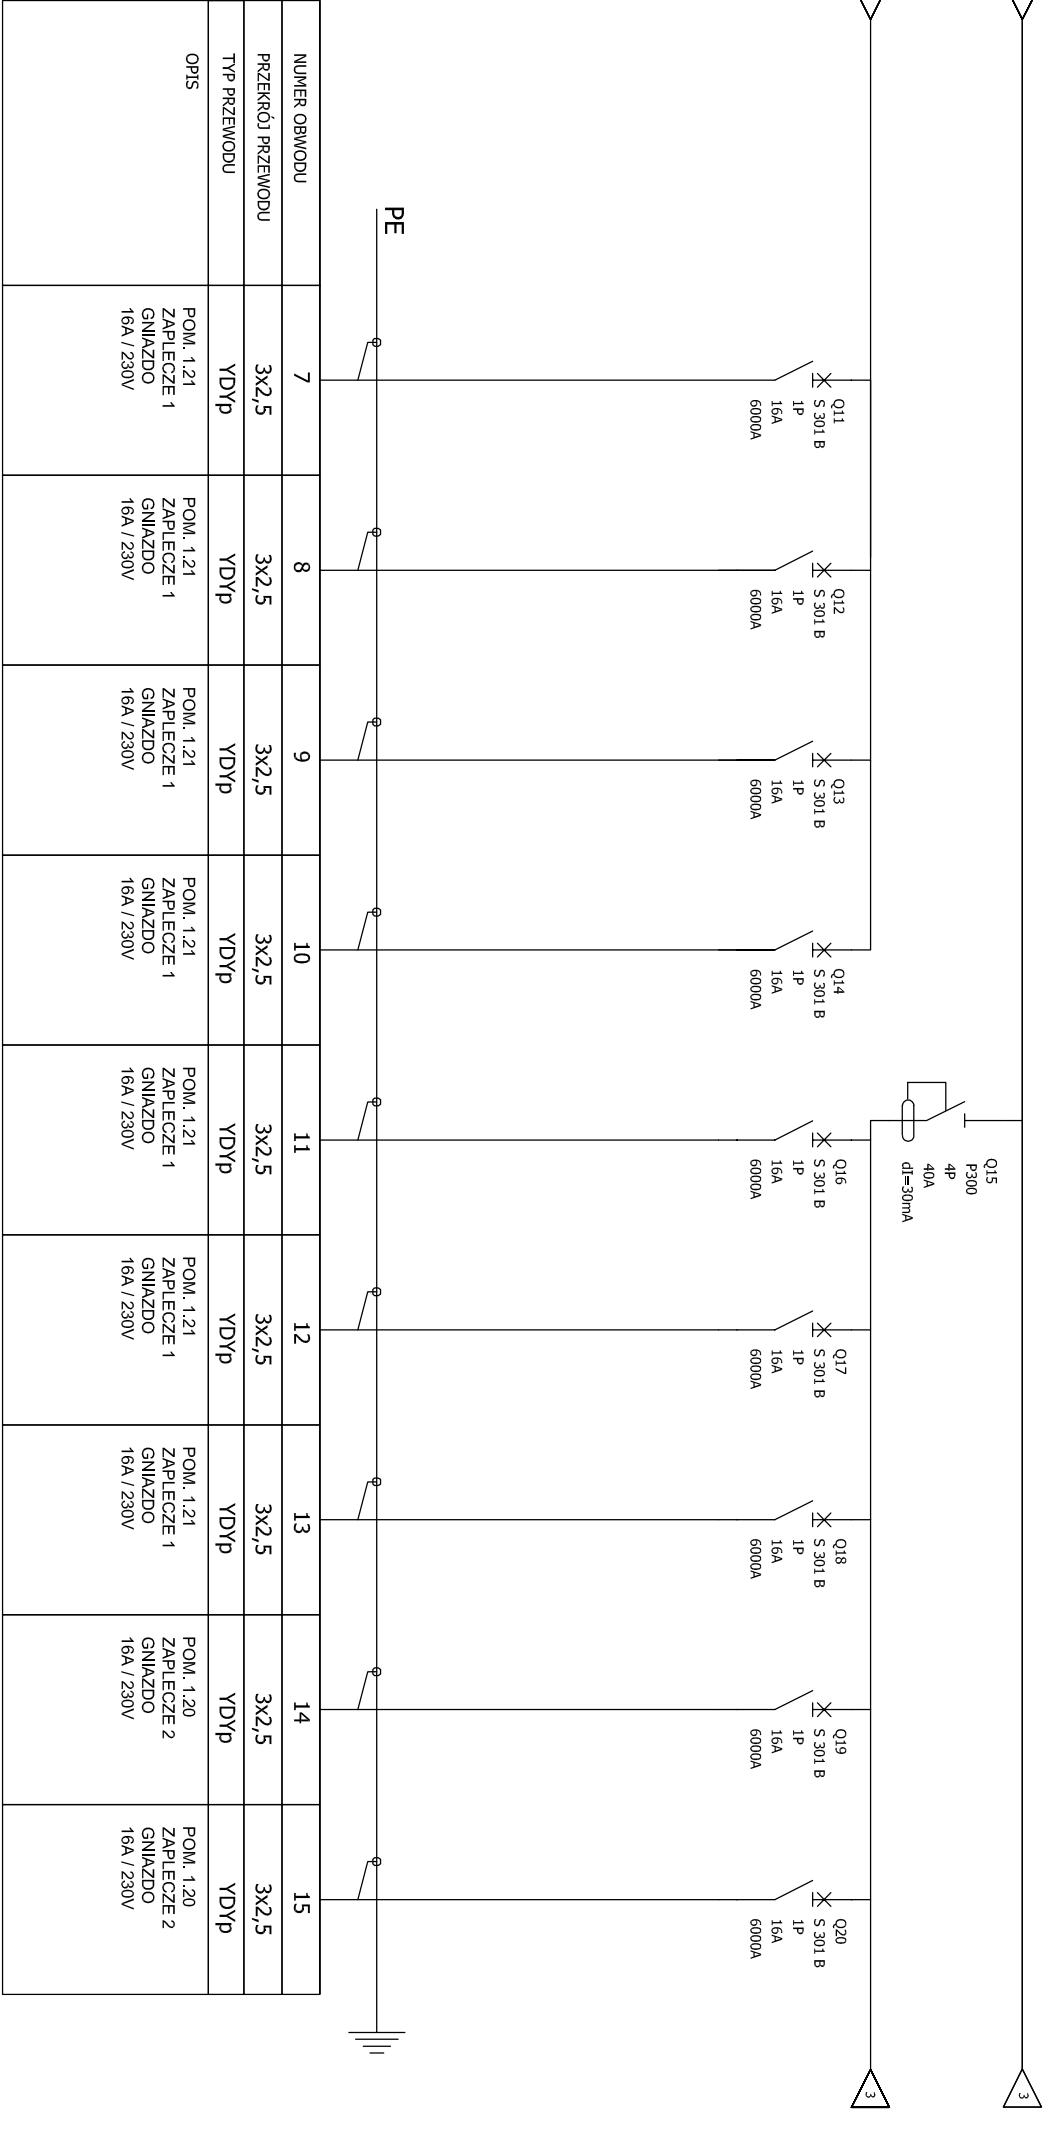 Q15
P300
4P
40A
dI=30mA
Q11
S 301 B
1P
16A
6000A
Q12
S 301 B
1P
16A
6000A
Q13
S 301 B
1P
16A
6000A
Q14
S 301 B
1P
16A
6000A
Q16
S 301 B
1P
16A
6000A
Q17
S 301 B
1P
16A
6000A
Q18
S 301 B
1P
16A
6000A
Q19
S 301 B
1P
16A
6000A
Q20
S 301 B
1P
16A
6000A
3
3
PE
NUMER OBWODU
7
8
9
10
11
12
13
14
15
PRZEKRÓJ PRZEWODU
3x2,5
3x2,5
3x2,5
3x2,5
3x2,5
3x2,5
3x2,5
3x2,5
3x2,5
TYP PRZEWODU
YDYp
YDYp
YDYp
YDYp
YDYp
YDYp
YDYp
YDYp
YDYp
OPIS
POM. 1.21
ZAPLECZE 1
GNIAZDO
16A / 230V
POM. 1.21
ZAPLECZE 1
GNIAZDO
16A / 230V
POM. 1.21
ZAPLECZE 1
GNIAZDO
16A / 230V
POM. 1.21
ZAPLECZE 1
GNIAZDO
16A / 230V
POM. 1.21
ZAPLECZE 1
GNIAZDO
16A / 230V
POM. 1.21
ZAPLECZE 1
GNIAZDO
16A / 230V
POM. 1.21
ZAPLECZE 1
GNIAZDO
16A / 230V
POM. 1.20
ZAPLECZE 2
GNIAZDO
16A / 230V
POM. 1.20
ZAPLECZE 2
GNIAZDO
16A / 230V